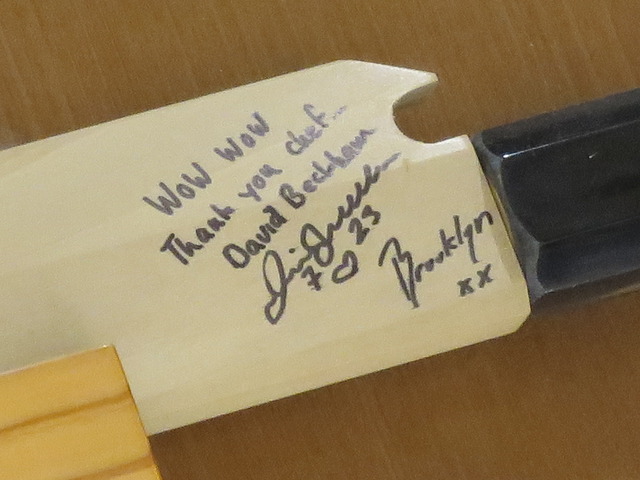 WOW WOW
Thank you chef...
David Beckham
7 ♡ 23
Brooklyn
xx